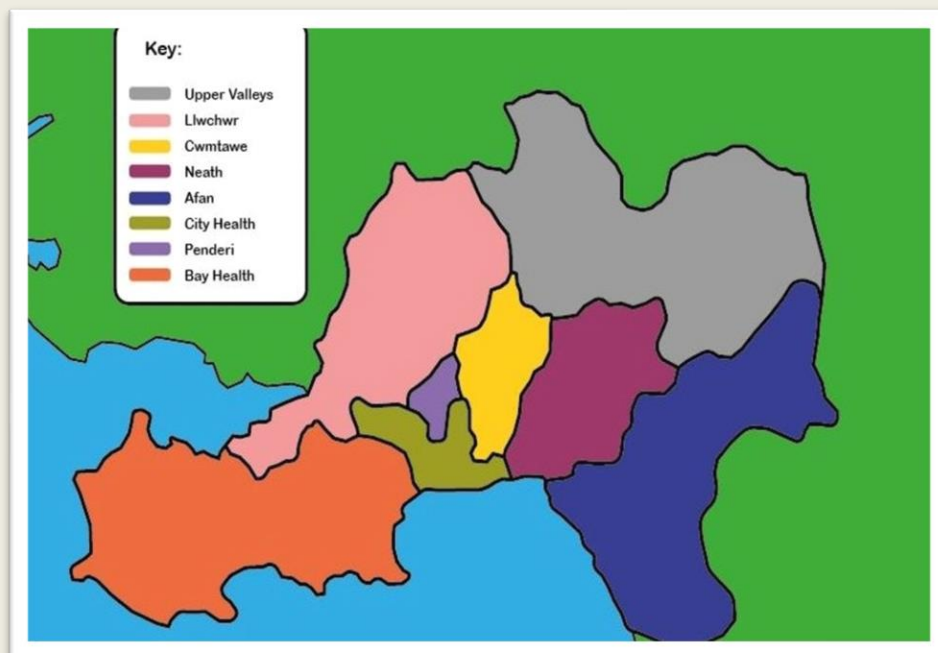 Key:
Upper Valleys
Llwchwr
Cwmtawe
Neath
Afan
City Health
Penderi
Bay Health